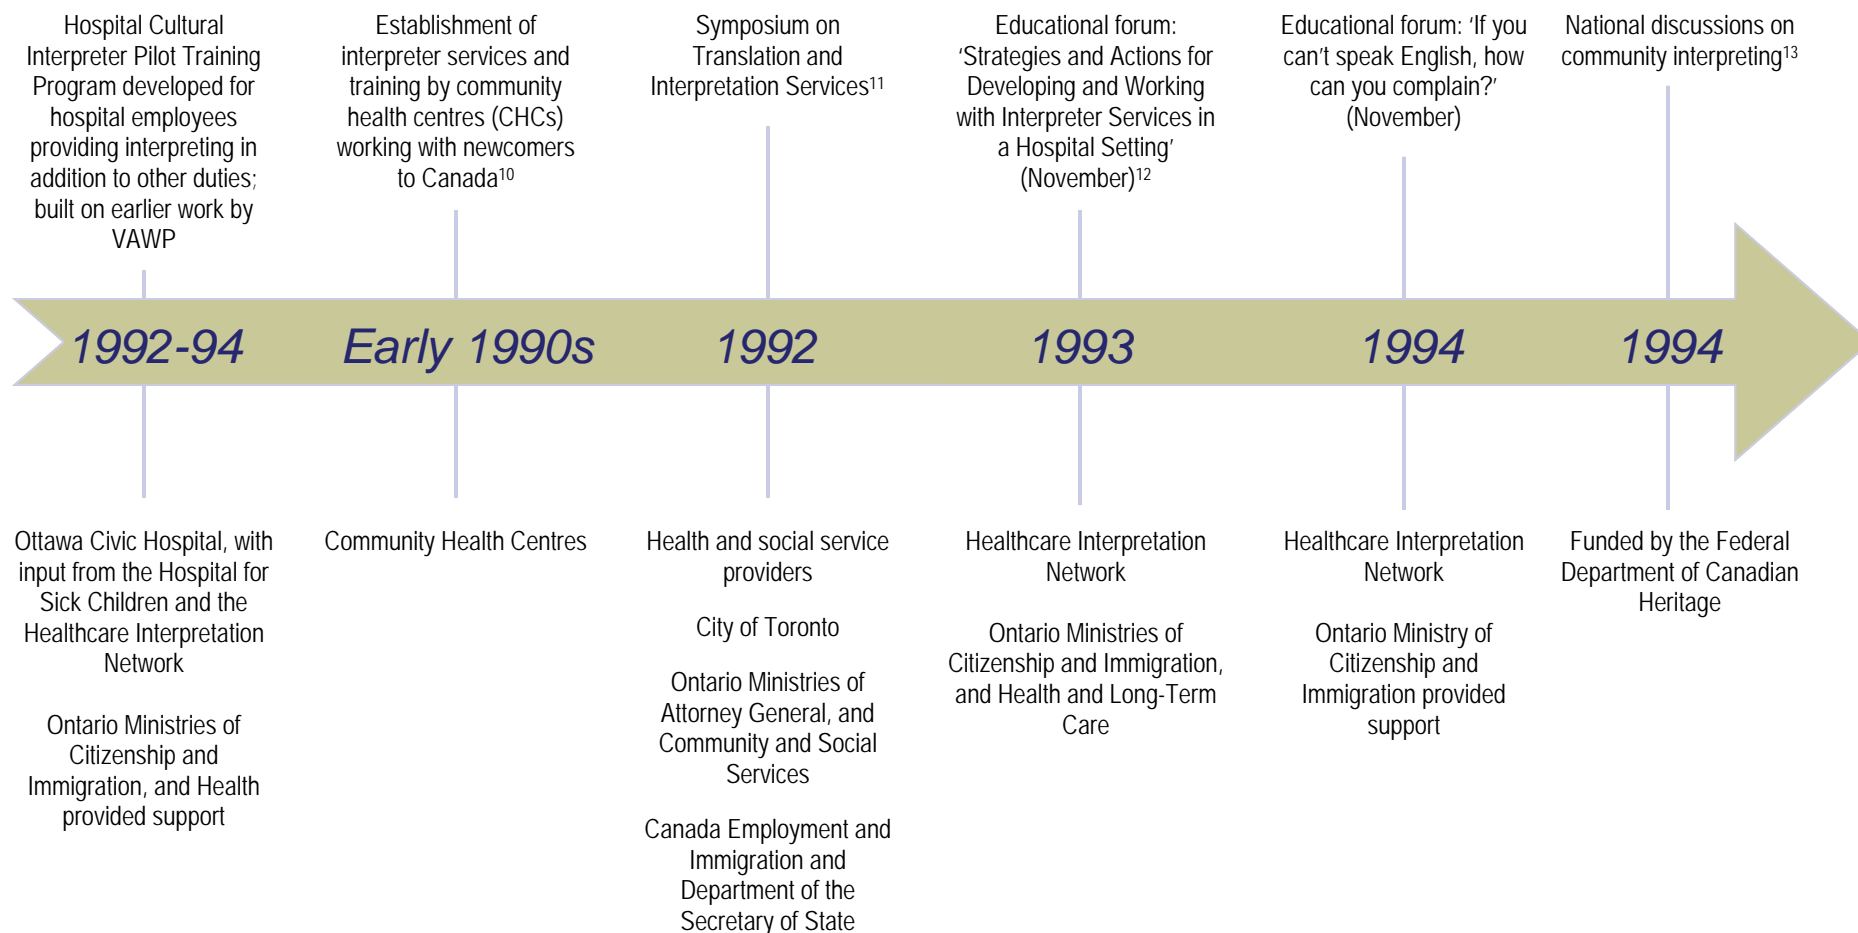 Hospital Cultural
Interpreter Pilot Training
Program developed for
hospital employees
providing interpreting in
addition to other duties;
built on earlier work by
VAWP
Establishment of
interpreter services and
training by community
health centres (CHCs)
working with newcomers
to Canada¹⁰
Symposium on
Translation and
Interpretation Services¹¹
Educational forum:
‘Strategies and Actions for
Developing and Working
with Interpreter Services in
a Hospital Setting’
(November)¹²
Educational forum: ‘If you
can’t speak English, how
can you complain?’
(November)
National discussions on
community interpreting¹³
1992-94
Early 1990s
1992
1993
1994
1994
Ottawa Civic Hospital, with
input from the Hospital for
Sick Children and the
Healthcare Interpretation
Network
Ontario Ministries of
Citizenship and
Immigration, and Health
provided support
Community Health Centres
Health and social service
providers
City of Toronto
Ontario Ministries of
Attorney General, and
Community and Social
Services
Canada Employment and
Immigration and
Department of the
Secretary of State
Healthcare Interpretation
Network
Ontario Ministries of
Citizenship and Immigration,
and Health and Long-Term
Care
Healthcare Interpretation
Network
Ontario Ministry of
Citizenship and
Immigration provided
support
Funded by the Federal
Department of Canadian
Heritage